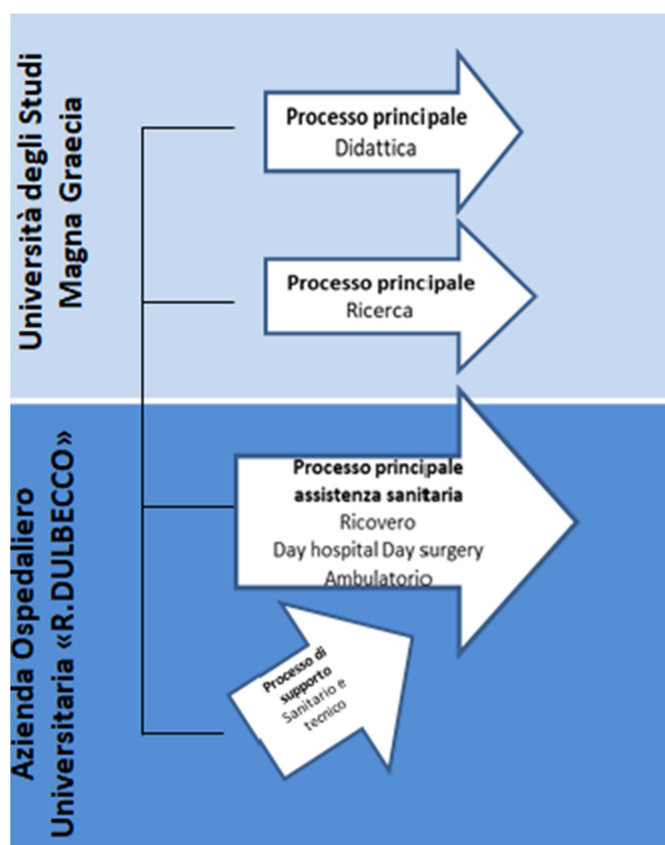 Università degli Studi
Magna Graecia
Processo principale
Didattica
Processo principale
Ricerca
Azienda Ospedaliero
Universitaria «R.DULBECCO»
Processo principale
assistenza sanitaria
Ricovero
Day hospital Day surgery
Ambulatorio
Processo di
supporto
Sanitario e
tecnico